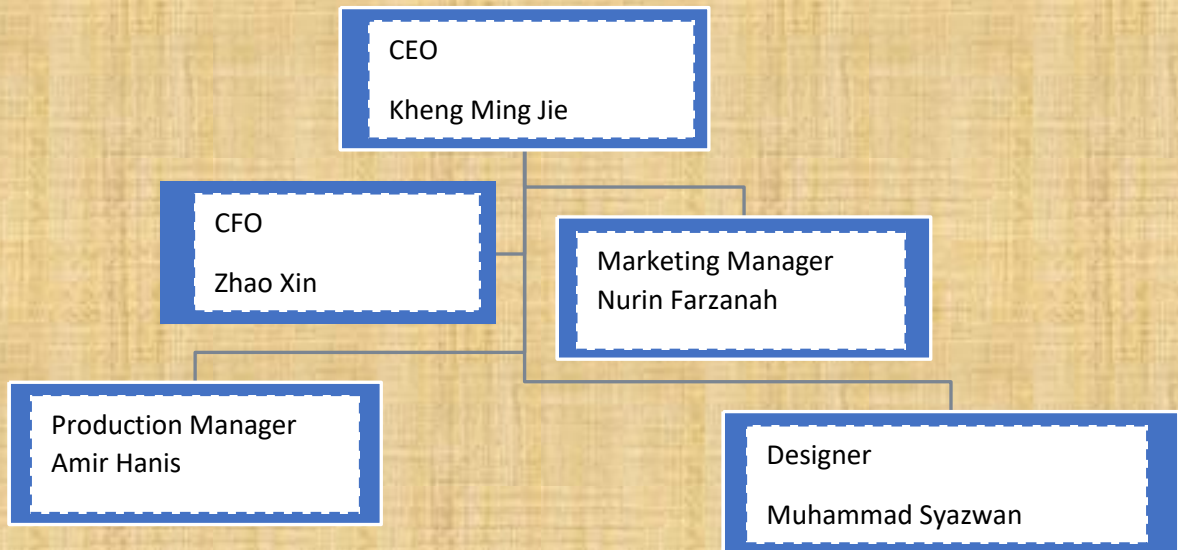 CEO
Kheng Ming Jie
CFO
Zhao Xin
Marketing Manager
Nurin Farzanah
Production Manager
Amir Hanis
Designer
Muhammad Syazwan